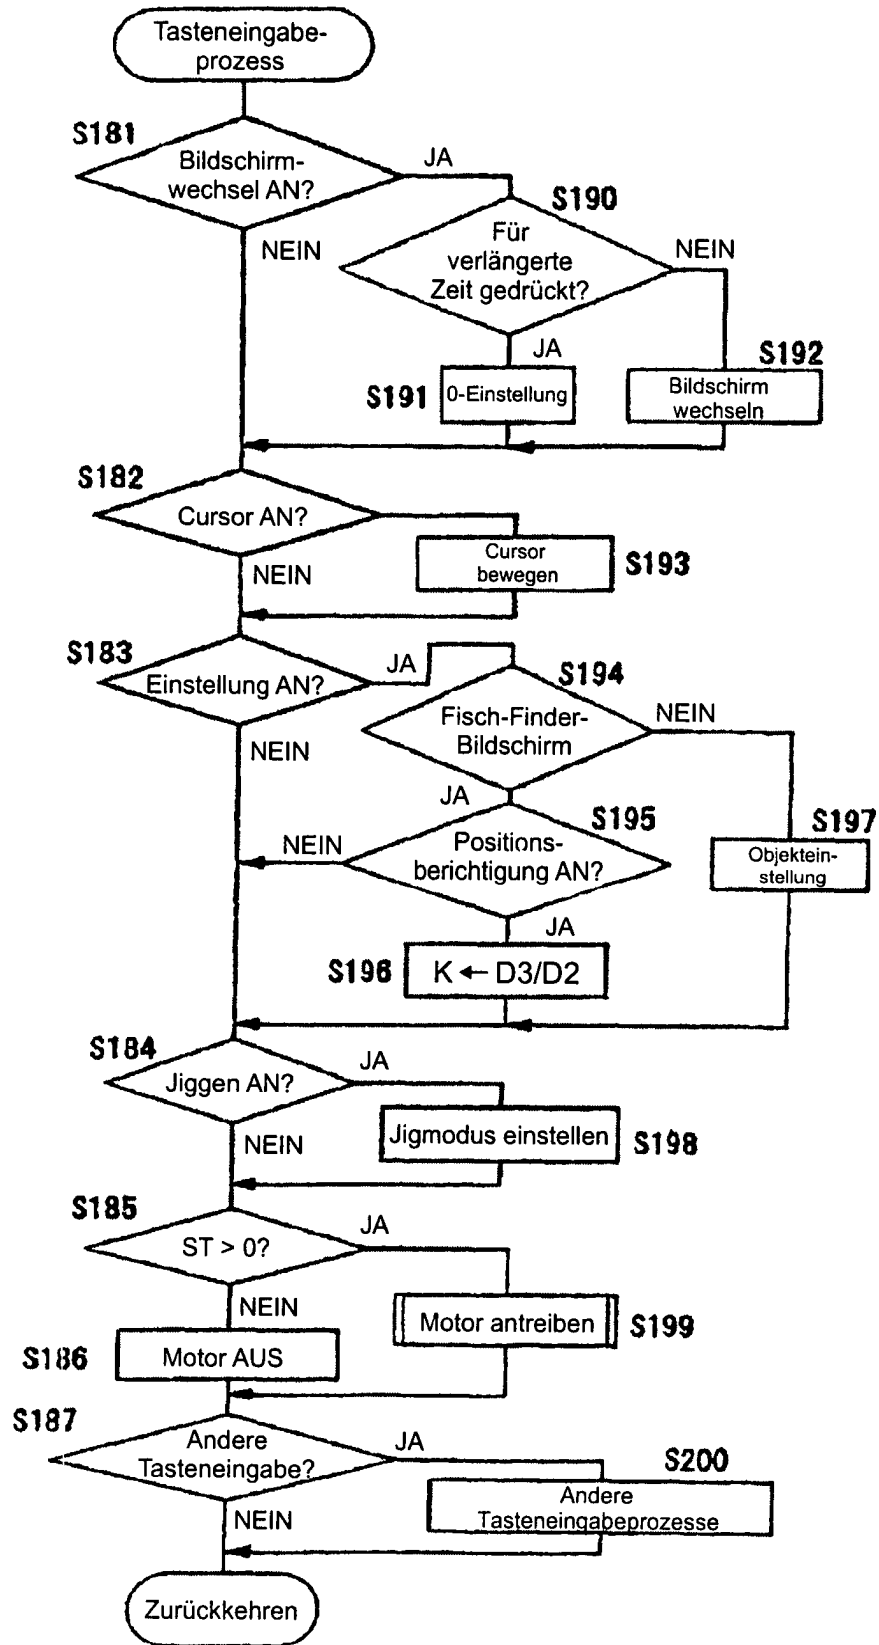 Tasteneingabe-
prozess
S181
Bildschirm-
wechsel AN?
JA
NEIN
S190
Für
verlängerte
Zeit gedrückt?
NEIN
JA
S191
0-Einstellung
S192
Bildschirm
wechseln
S182
Cursor AN?
NEIN
Cursor
bewegen
S193
S183
Einstellung AN?
JA
NEIN
S194
Fisch-Finder-
Bildschirm
NEIN
JA
S195
Positions-
berichtigung AN?
NEIN
JA
S197
Objektein-
stellung
S196
K ← D3/D2
S184
Jiggen AN?
JA
NEIN
Jigmodus einstellen
S198
S185
ST > 0?
JA
NEIN
Motor antreiben
S199
S186
Motor AUS
S187
Andere
Tasteneingabe?
JA
NEIN
S200
Andere
Tasteneingabeprozesse
Zurückkehren